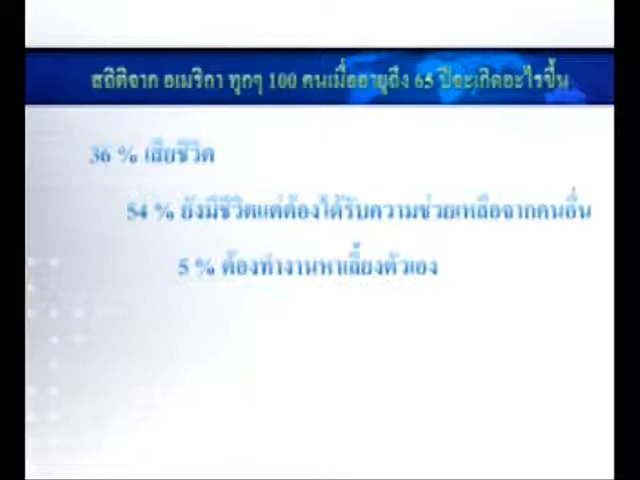 สถิติจาก อเมริกา ทุกๆ 100 คนเมื่ออายุถึง 65 ปีจะเกิดอะไรขึ้น
36 % เสียชีวิต
54 % ยังมีชีวิตแต่ต้องได้รับความช่วยเหลือจากคนอื่น
5 % ต้องทำงานหาเลี้ยงตัวเอง